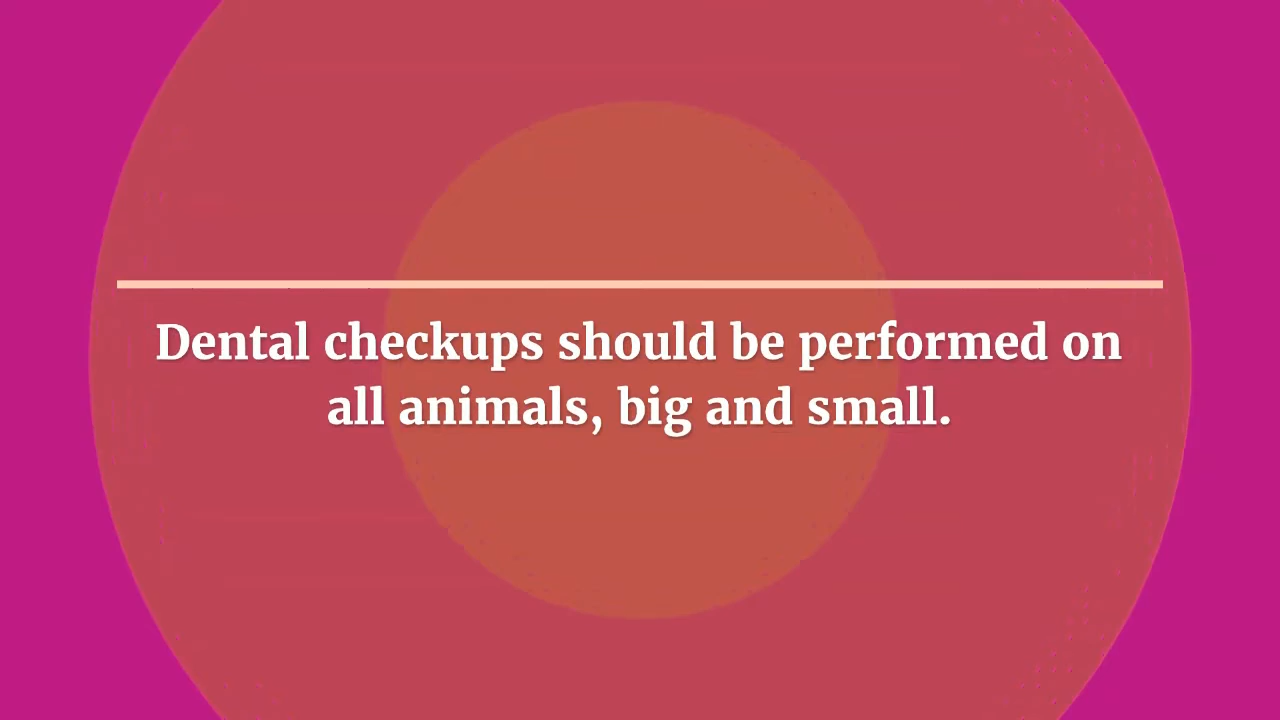 Dental checkups should be performed on
all animals, big and small.